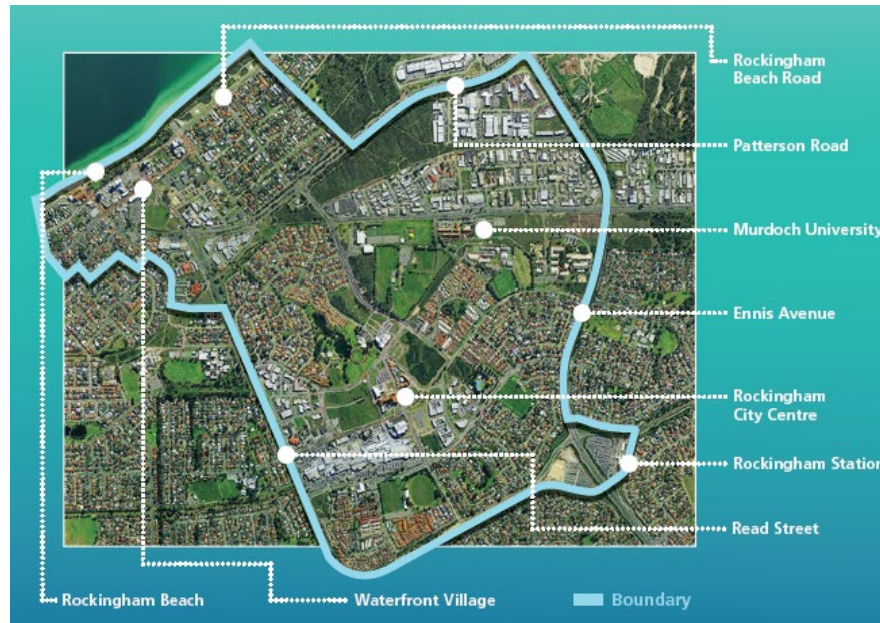 Rockingham
Beach Road
Patterson Road
Murdoch University
Ennis Avenue
Rockingham
City Centre
Rockingham Station
Read Street
Rockingham Beach
Waterfront Village
Boundary